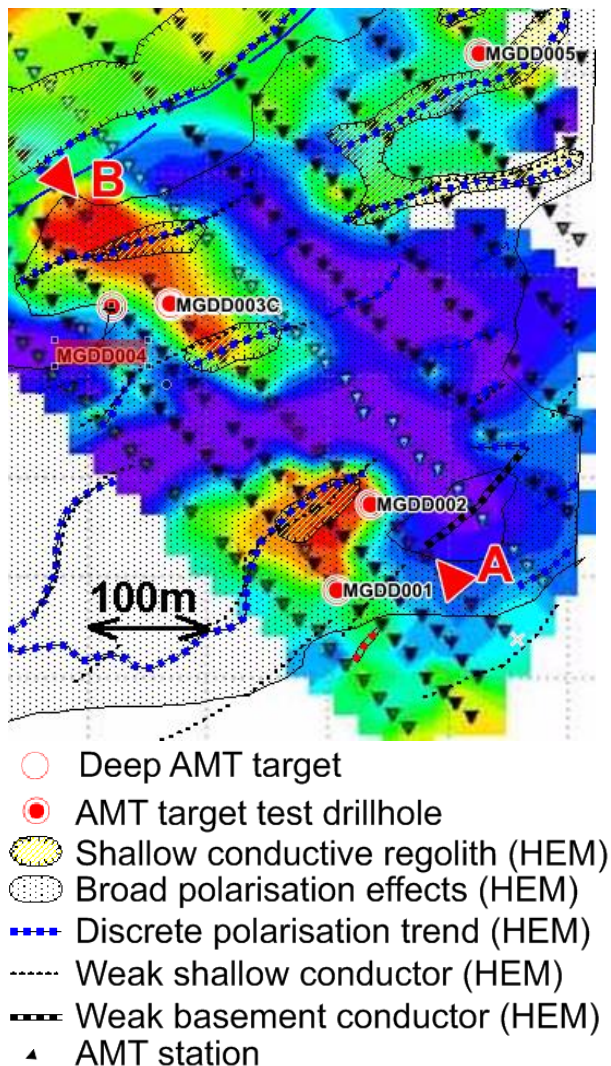 MGDD005
B
MGDD003C
MGDD004
MGDD002
A
MGDD001
100m
Deep AMT target
AMT target test drillhole
Shallow conductive regolith (HEM)
Broad polarisation effects (HEM)
Discrete polarisation trend (HEM)
Weak shallow conductor (HEM)
Weak basement conductor (HEM)
AMT station